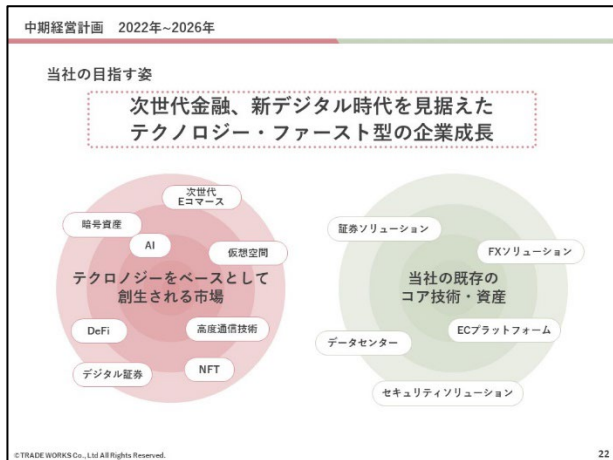 中期経営計画　2022年~2026年
当社の目指す姿
次世代金融、新デジタル時代を見据えた
テクノロジー・ファースト型の企業成長
次世代
Eコマース
暗号資産
AI
仮想空間
テクロノジーをベースとして
創生される市場
DeFi
高度通信技術
デジタル証券
NFT
証券ソリューション
FXソリューション
当社の既存の
コア技術・資産
ECプラットフォーム
データセンター
セキュリティソリューション
©TRADE WORKS Co., Ltd All Rights Reserved.
22